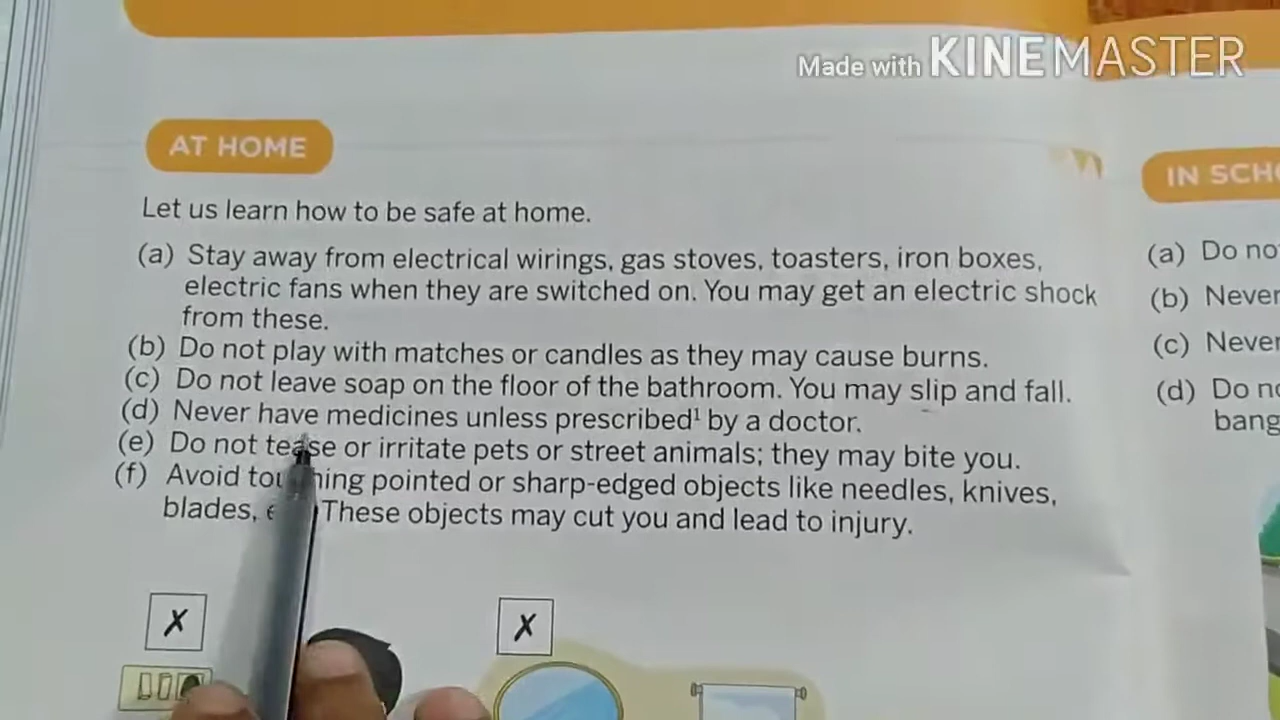 Made with KINEMASTER
AT HOME
Let us learn how to be safe at home.
(a) Stay away from electrical wirings, gas stoves, toasters, iron boxes,
electric fans when they are switched on. You may get an electric shock
from these.
(b) Do not play with matches or candles as they may cause burns.
(c) Do not leave soap on the floor of the bathroom. You may slip and fall.
(d) Never have medicines unless prescribed¹ by a doctor.
(e) Do not tease or irritate pets or street animals; they may bite you.
(f) Avoid pointed or sharp-edged objects like needles, knives,
blades, These objects may cut you and lead to injury.
X
X
IN
(a) Do
(b) Never
(c) Never
(d) Do